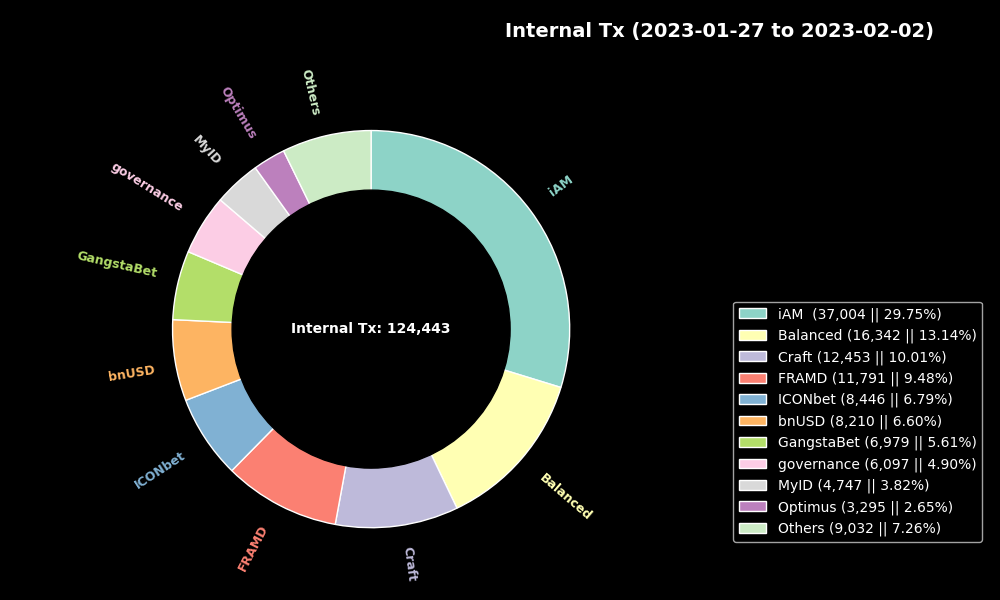 Internal Tx (2023-01-27 to 2023-02-02)
Others
Optimus
MyID
governance
GangstaBet
bnUSD
ICONbet
FRAMD
Craft
Balanced
iAM
Internal Tx: 124,443
iAM  (37,004 || 29.75%)
Balanced (16,342 || 13.14%)
Craft (12,453 || 10.01%)
FRAMD (11,791 || 9.48%)
ICONbet (8,446 || 6.79%)
bnUSD (8,210 || 6.60%)
GangstaBet (6,979 || 5.61%)
governance (6,097 || 4.90%)
MyID (4,747 || 3.82%)
Optimus (3,295 || 2.65%)
Others (9,032 || 7.26%)